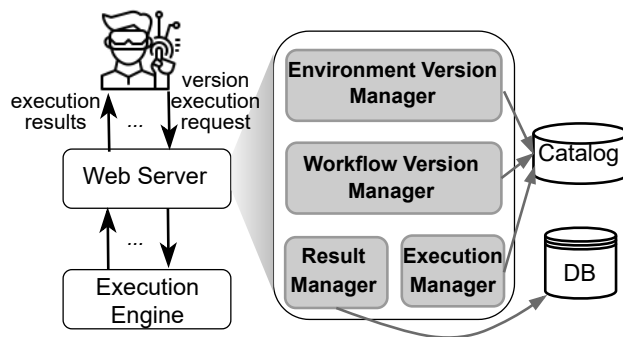 execution
results
...
version
execution
request
Web Server
...
Execution
Engine
Environment Version
Manager
Workflow Version
Manager
Result
Manager
Execution
Manager
Catalog
DB